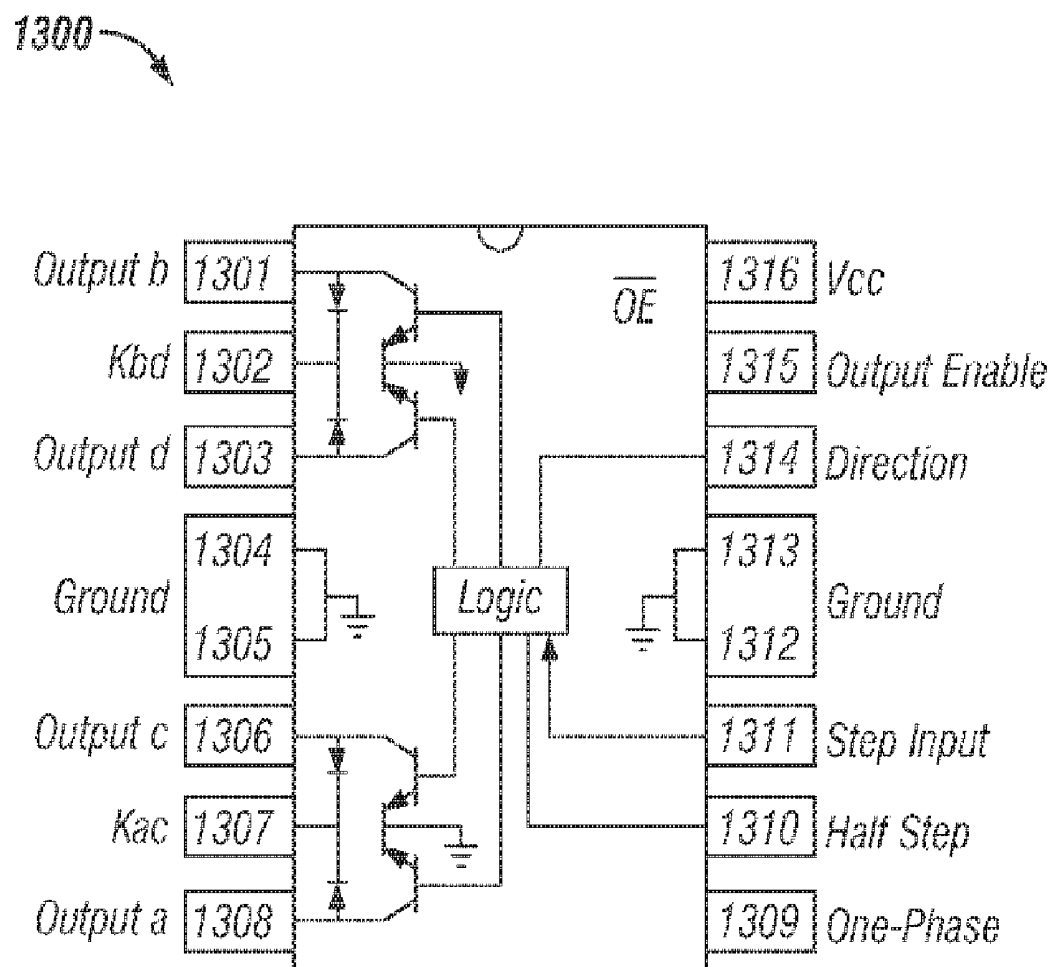 1300
Output b 1301
Kbd 1302
Output d 1303
Ground 1304
1305
Output c 1306
Kac 1307
Output a 1308
OE
Logic
1316 Vcc
1315 Output Enable
1314 Direction
1313
1312 Ground
1311 Step Input
1310 Half Step
1309 One-Phase